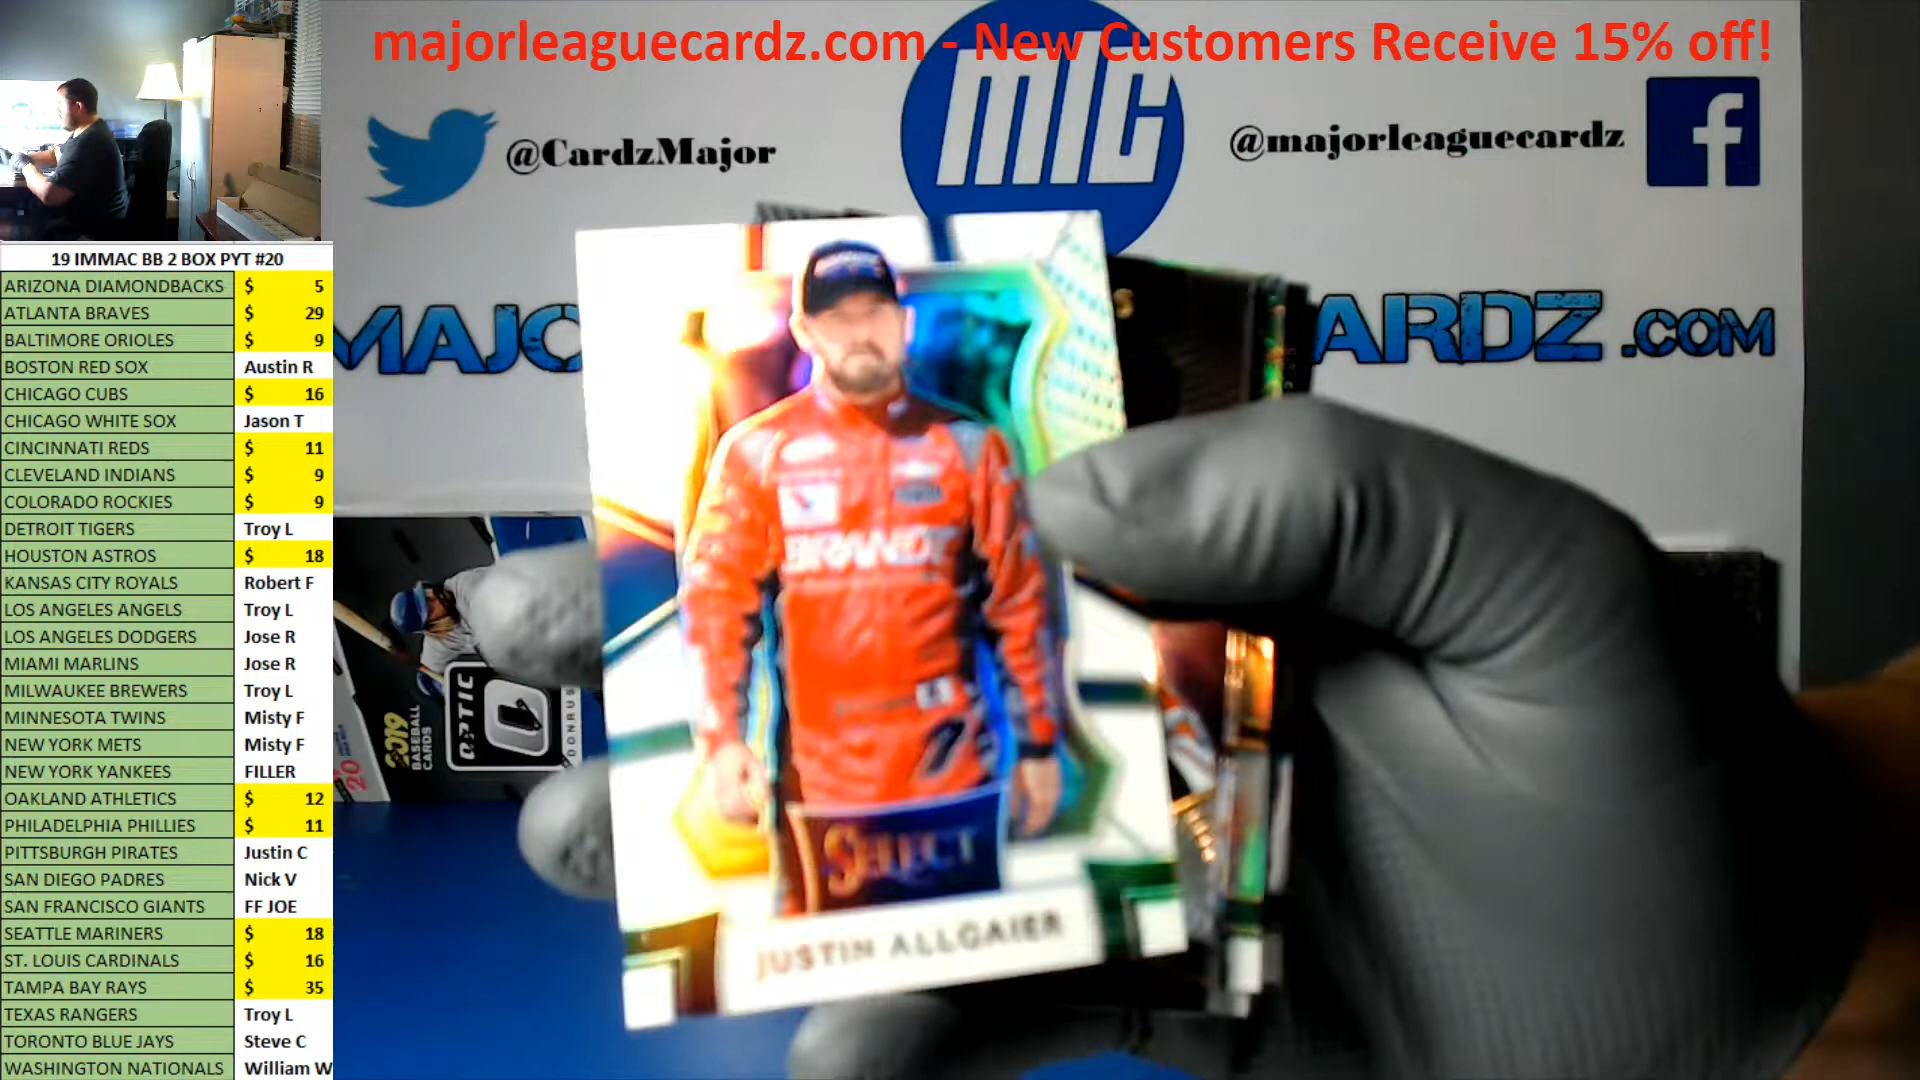 majorleaguecardz.com - New Customers Receive 15% off!
MLC
@CardzMajor
@majorleaguecardz
f
MAJO
ARDZ .COM
19 IMMAC BB 2 BOX PYT #20
ARIZONA DIAMONDBACKS $ 5
ATLANTA BRAVES $ 29
BALTIMORE ORIOLES $ 9
BOSTON RED SOX Austin R
CHICAGO CUBS $ 16
CHICAGO WHITE SOX Jason T
CINCINNATI REDS $ 11
CLEVELAND INDIANS $ 9
COLORADO ROCKIES $ 9
DETROIT TIGERS Troy L
HOUSTON ASTROS $ 18
KANSAS CITY ROYALS Robert F
LOS ANGELES ANGELS Troy L
LOS ANGELES DODGERS Jose R
MIAMI MARLINS Jose R
MILWAUKEE BREWERS Troy L
MINNESOTA TWINS Misty F
NEW YORK METS Misty F
NEW YORK YANKEES FILLER
OAKLAND ATHLETICS $ 12
PHILADELPHIA PHILLIES $ 11
PITTSBURGH PIRATES Justin C
SAN DIEGO PADRES Nick V
SAN FRANCISCO GIANTS FF JOE
SEATTLE MARINERS $ 18
ST. LOUIS CARDINALS $ 16
TAMPA BAY RAYS $ 35
TEXAS RANGERS Troy L
TORONTO BLUE JAYS Steve C
WASHINGTON NATIONALS William W
BRANDT
7
SELECT
JUSTIN ALLGAIER
OPTIC
DONRUSS
2019
BASEBALL
CARDS
20